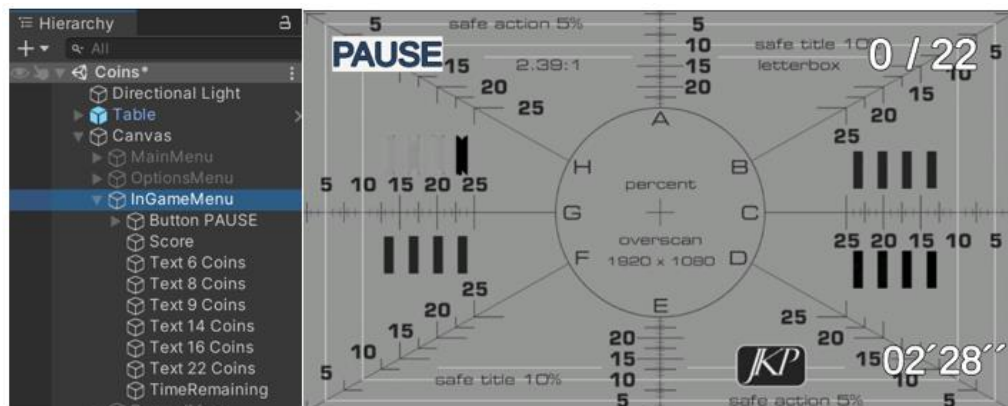 Hierarchy
All
Coins*
Directional Light
Table
Canvas
MainMenu
OptionsMenu
InGameMenu
Button PAUSE
Score
Text 6 Coins
Text 8 Coins
Text 9 Coins
Text 14 Coins
Text 16 Coins
Text 22 Coins
TimeRemaining
5 safe action 5% 5 5
PAUSE 10 safe title 10% 0 / 22
15 2.39:1 15 letterbox
20 20 20
25 25 25
A
H B
5 10 15 20 25 percent 25 20 15 10 5
G C
overscan
F 1920 x 1080 D
25 E 25
20 20 20
15 15 JKP 02´28´´
10 safe title 10% 10
5 5 safe action 5% 5